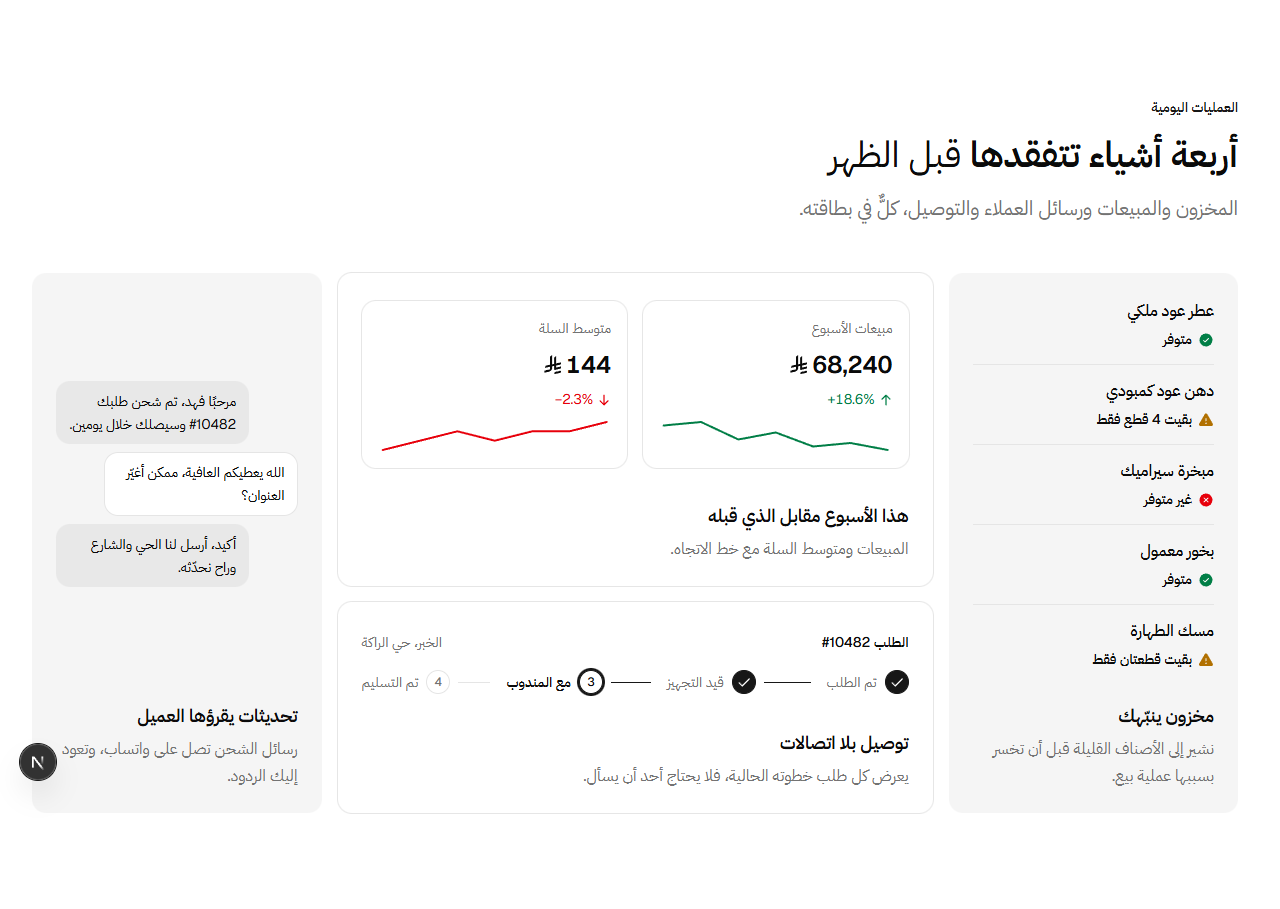 العمليات اليومية
أربعة أشياء تتفقدها قبل الظهر
المخزون والمبيعات ورسائل العملاء والتوصيل، كلٌّ في بطاقته.
عطر عود ملكي
متوفر
دهن عود كمبودي
بقيت 4 قطع فقط
مبخرة سيراميك
غير متوفر
بخور معمول
متوفر
مسك الطهارة
بقيت قطعتان فقط
مخزون ينبّهك
نشير إلى الأصناف القليلة قبل أن تخسر
بسببها عملية بيع.
مبيعات الأسبوع
68,240 ⃁
+18.6%
متوسط السلة
144 ⃁
−2.3%
هذا الأسبوع مقابل الذي قبله
المبيعات ومتوسط السلة مع خط الاتجاه.
الطلب 10482#
الخبر، حي الراكة
تم الطلب
قيد التجهيز
3 مع المندوب
4 تم التسليم
توصيل بلا اتصالات
يعرض كل طلب خطوته الحالية، فلا يحتاج أحد أن يسأل.
مرحبًا فهد، تم شحن طلبك
#10482 وسيصلك خلال يومين.
الله يعطيكم العافية، ممكن أغيّر
العنوان؟
أكيد، أرسل لنا الحي والشارع
وراح نحدّثه.
تحديثات يقرؤها العميل
رسائل الشحن تصل على واتساب، وتعود
إليك الردود.
N